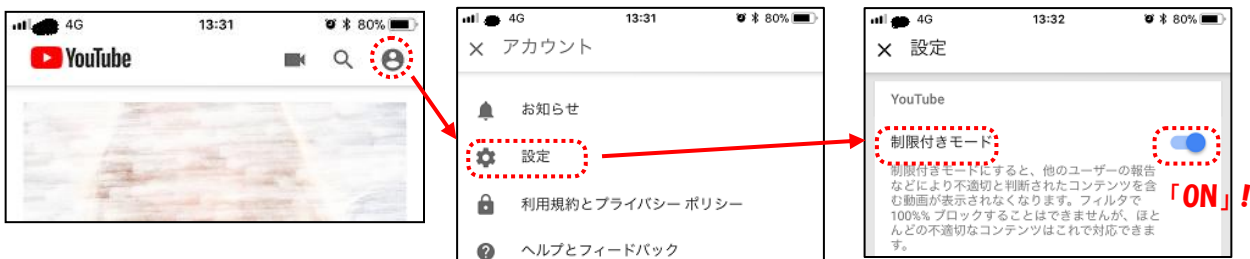 4G 13:31 80%
YouTube
4G 13:31 80%
× アカウント
お知らせ
設定
利用規約とプライバシー ポリシー
ヘルプとフィードバック
4G 13:32 80%
× 設定
YouTube
制限付きモード
制限付きモードにすると、他のユーザーの報告
などにより不適切と判断されたコンテンツを含
む動画が表示されなくなります。フィルタで
100%% ブロックすることはできませんが、ほと
んどの不適切なコンテンツはこれで対応できま
す。
「ON」!